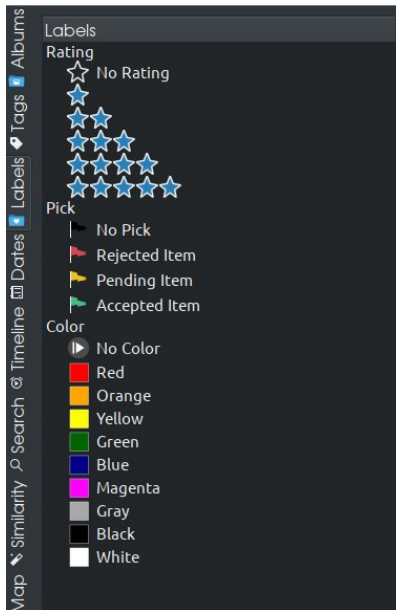 Albums
Tags
Labels
Dates
Timeline
Search
Similarity
Map
Labels
Rating
No Rating
Pick
No Pick
Rejected Item
Pending Item
Accepted Item
Color
No Color
Red
Orange
Yellow
Green
Blue
Magenta
Gray
Black
White